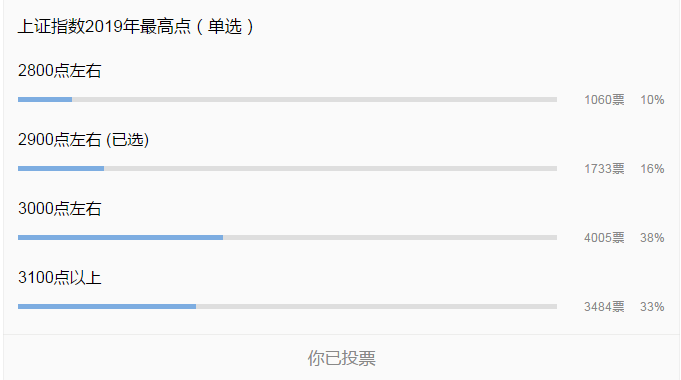 上证指数2019年最高点（单选）
2800点左右
1060票 10%
2900点左右 (已选)
1733票 16%
3000点左右
4005票 38%
3100点以上
3484票 33%
你已投票